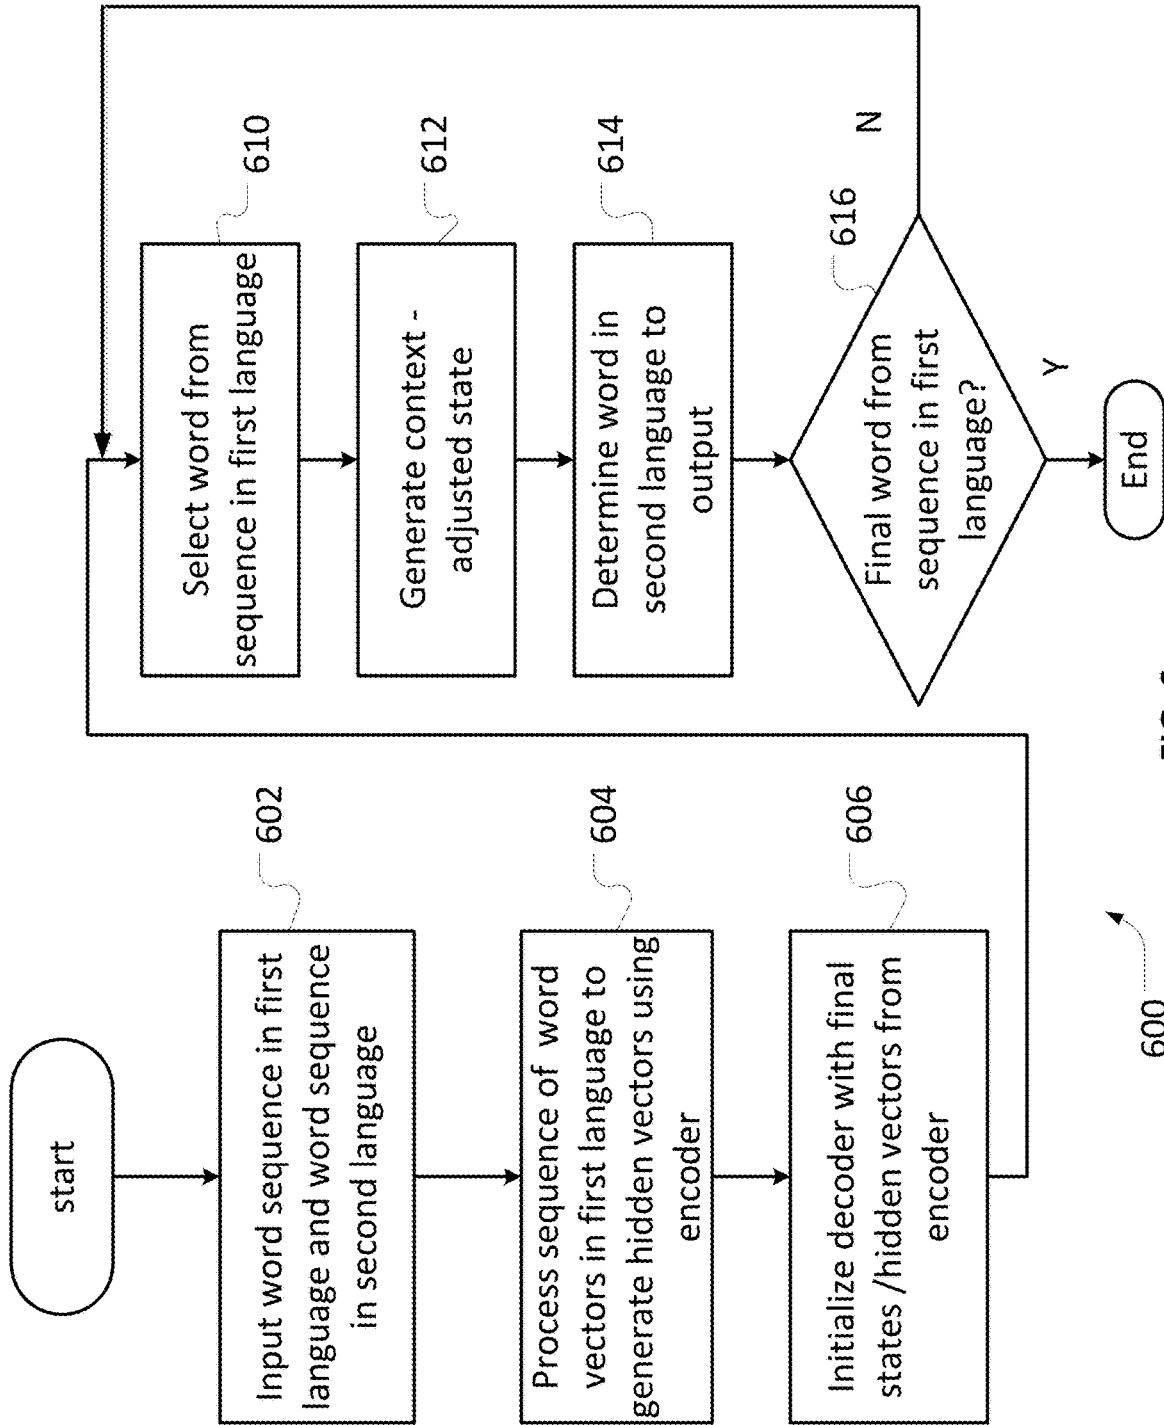 start
Input word sequence in first
language and word sequence
in second language
602
Process sequence of word
vectors in first language to
generate hidden vectors using
encoder
604
Initialize decoder with final
states /hidden vectors from
encoder
606
600
Select word from
sequence in first language
610
Generate context -
adjusted state
612
Determine word in
second language to
output
614
Final word from
sequence in first
language?
616
N
Y
End